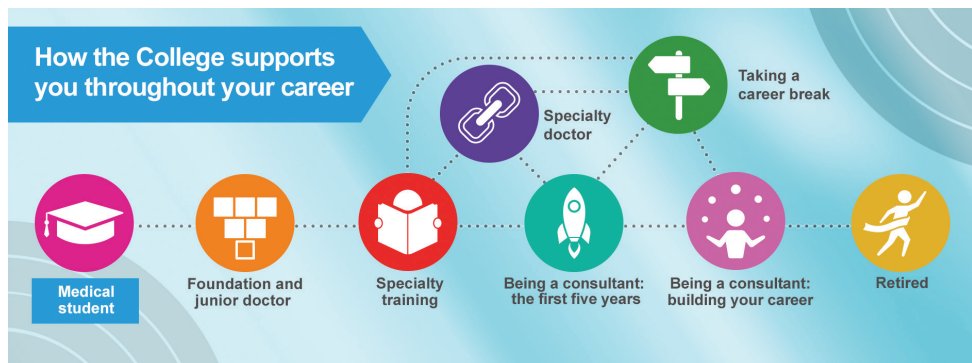 How the College supports
you throughout your career
Taking a
career break
Specialty
doctor
Medical
student
Foundation and
junior doctor
Specialty
training
Being a consultant:
the first five years
Being a consultant:
building your career
Retired